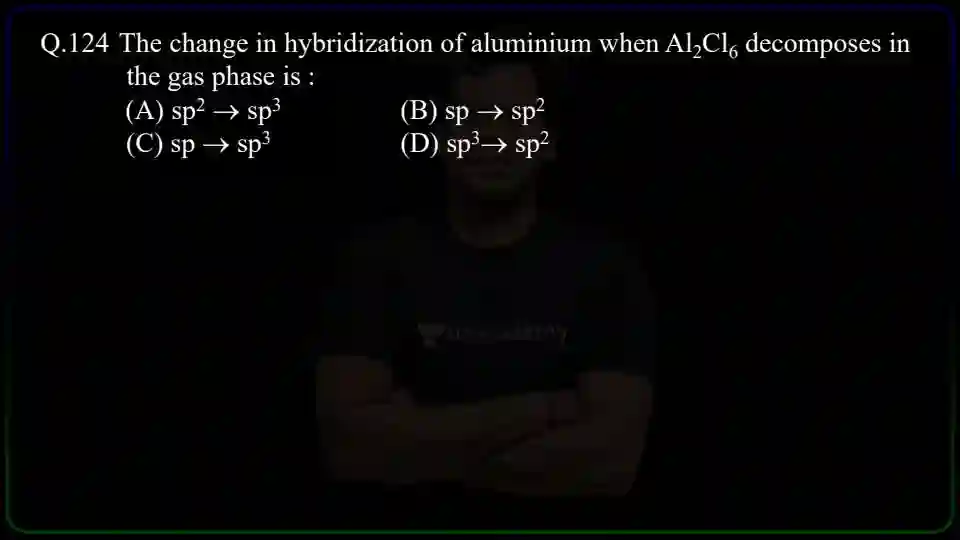 Q.124 The change in hybridization of aluminium when Al₂Cl₆ decomposes in
the gas phase is :
(A) sp² → sp³ (B) sp → sp²
(C) sp → sp³ (D) sp³→ sp²